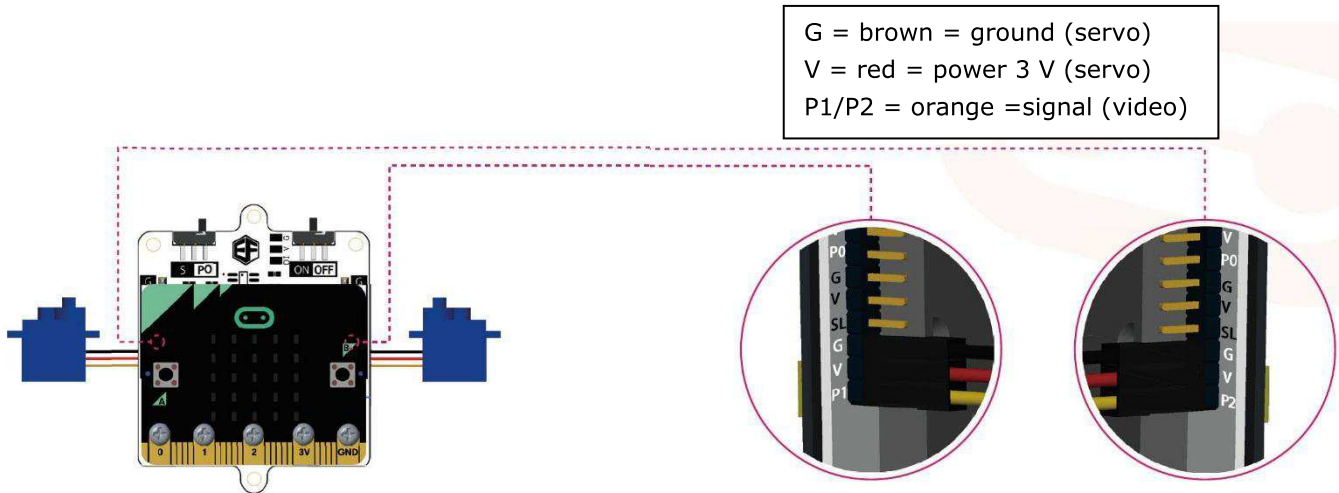 G = brown = ground (servo)
V = red = power 3 V (servo)
P1/P2 = orange =signal (video)
DI V G
S PO
ON OFF
G
G
B
A
0 1 2 3V GND
P0
G
V
SL
G
V
P1
V
P0
G
V
SL
G
V
P2